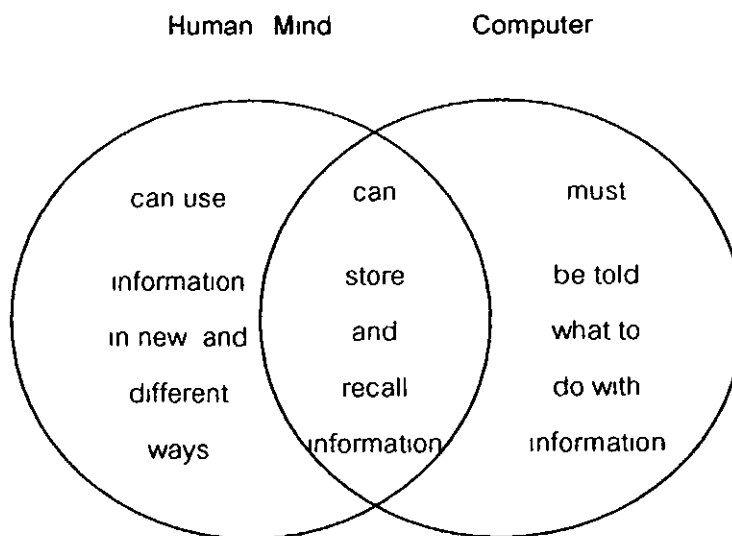 Human Mind
Computer
can use
information
in new and
different
ways
can
store
and
recall
information
must
be told
what to
do with
information